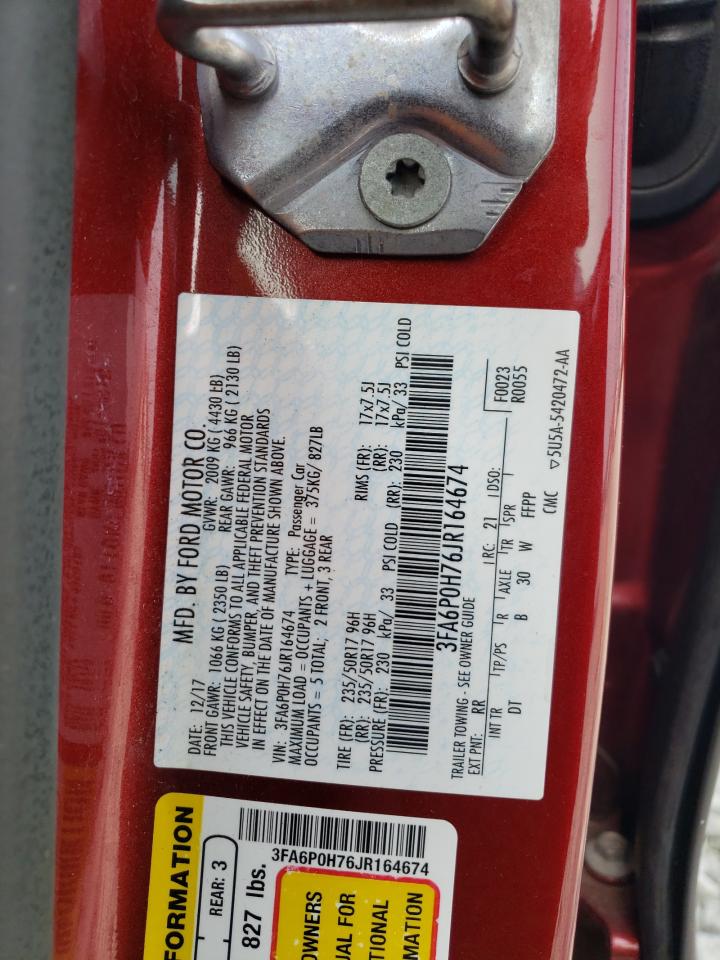 MFD. BY FORD MOTOR CO.
DATE: 12/17 GVWR: 2009 KG ( 4430 LB)
FRONT GAWR: 1066 KG ( 2350 LB) REAR GAWR: 966 KG ( 2130 LB)
THIS VEHICLE CONFORMS TO ALL APPLICABLE FEDERAL MOTOR
VEHICLE SAFETY, BUMPER, AND THEFT PREVENTION STANDARDS
IN EFFECT ON THE DATE OF MANUFACTURE SHOWN ABOVE.
VIN: 3FA6P0H76JR164674 TYPE: Passenger Car
MAXIMUM LOAD = OCCUPANTS + LUGGAGE = 375KG/ 827LB
OCCUPANTS = 5 TOTAL: 2 FRONT, 3 REAR
TIRE (FR): 235/50R17 96H RIMS (FR): 17x7.5J
(RR): 235/50R17 96H (RR): 17x7.5J
PRESSURE (FR): 230 kPa/ 33 PSI COLD (RR): 230 kPa/ 33 PSI COLD
3FA6P0H76JR164674
TRAILER TOWING - SEE OWNER GUIDE
EXT PNT: RR RC: 21 DSO: F0023
R0055
INT TR TP/PS R AXLE TR SPR
DT B 30 W FFPP
CMC ▽5U5A-5420472-AA
FORMATION
REAR: 3
827 lbs.
3FA6P0H76JR164674
OWNERS
UAL FOR
TIONAL
MATION